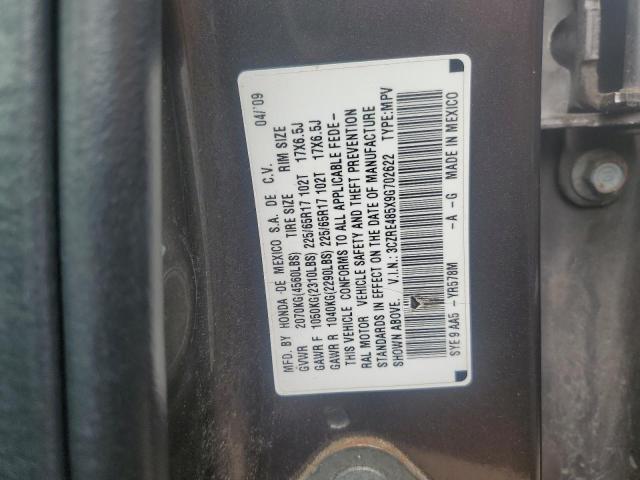 MFD. BY HONDA DE MEXICO S.A. DE C.V. 04/'09
GVWR 2070KG(4560LBS) TIRE SIZE RIM SIZE
GAWR F 1050KG(2310LBS) 225/65R17 102T 17X6.5J
GAWR R 1040KG(2290LBS) 225/65R17 102T 17X6.5J
THIS VEHICLE CONFORMS TO ALL APPLICABLE FEDE-
RAL MOTOR VEHICLE SAFETY AND THEFT PREVENTION
STANDARDS IN EFFECT ON THE DATE OF MANUFACTURE
SHOWN ABOVE. V.I.N.: 3CZRE485X9G702622 TYPE:MPV
SYE 9 AA5 -YR578M -A -G MADE IN MEXICO